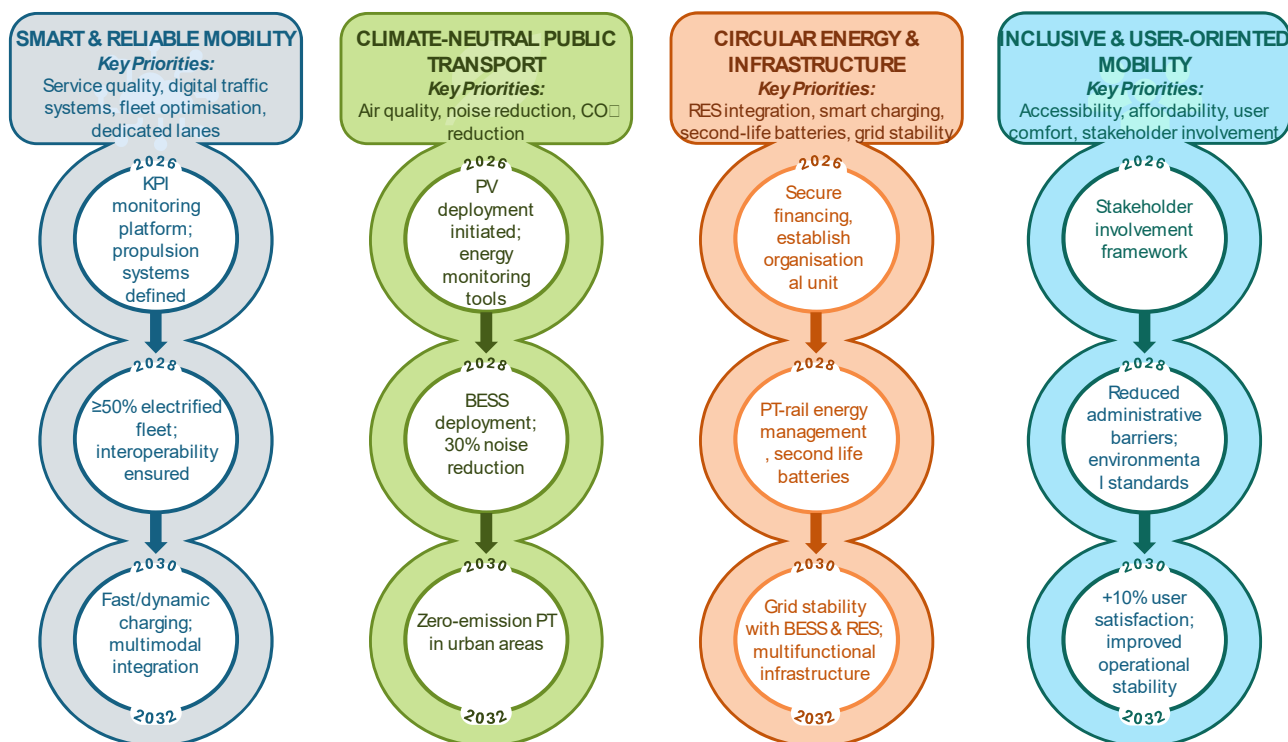 SMART & RELIABLE MOBILITY
Key Priorities:
Service quality, digital traffic
systems, fleet optimisation,
dedicated lanes
2026
KPI
monitoring
platform;
propulsion
systems
defined
2028
≥50% electrified
fleet;
interoperability
ensured
2030
Fast/dynamic
charging;
multimodal
integration
2032
CLIMATE-NEUTRAL PUBLIC
TRANSPORT
Key Priorities:
Air quality, noise reduction, CO□
reduction
2026
PV
deployment
initiated;
energy
monitoring
tools
2028
BESS
deployment;
30% noise
reduction
2030
Zero-emission PT
in urban areas
2032
CIRCULAR ENERGY &
INFRASTRUCTURE
Key Priorities:
RES integration, smart charging,
second-life batteries, grid stability
2026
Secure
financing,
establish
organisation
al unit
2028
PT-rail energy
management
, second life
batteries
2030
Grid stability
with BESS & RES;
multifunctional
infrastructure
2032
INCLUSIVE & USER-ORIENTED
MOBILITY
Key Priorities:
Accessibility, affordability, user
comfort, stakeholder involvement
2026
Stakeholder
involvement
framework
2028
Reduced
administrative
barriers;
environmenta
l standards
2030
+10% user
satisfaction;
improved
operational
stability
2032